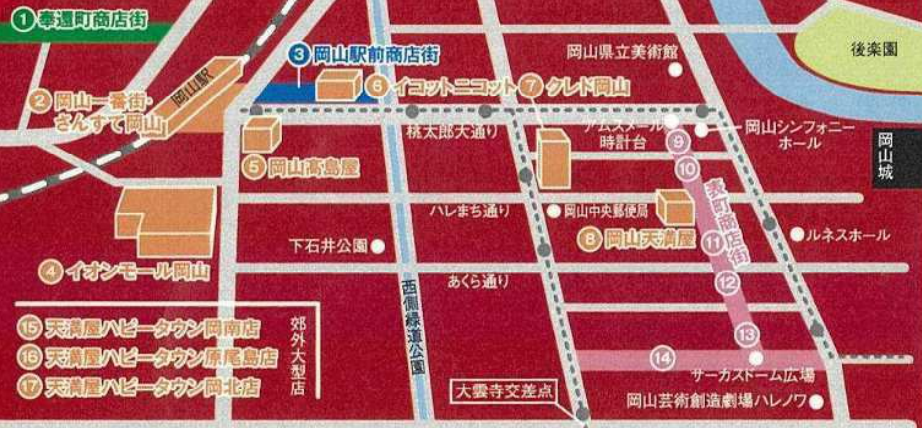 ①奉還町商店街
③岡山駅前商店街
岡山県立美術館
後楽園
②岡山一番街・
さんすて岡山
岡山駅
⑥イコットニコット
⑦クレド岡山
桃太郎大通り
アムスメール
時計台
岡山シンフォニー
ホール
岡山城
⑤岡山髙島屋
⑨
⑩
表町商店街
ハレまち通り
岡山中央郵便局
⑧岡山天満屋
⑪
ルネスホール
下石井公園
④イオンモール岡山
あくら通り
⑫
西側緑道公園
⑮天満屋ハピータウン岡南店
⑯天満屋ハピータウン原尾島店
⑰天満屋ハピータウン岡北店
郊外大型店
⑬
⑭
サーカスドーム広場
大雲寺交差点
岡山芸術創造劇場ハレノワ